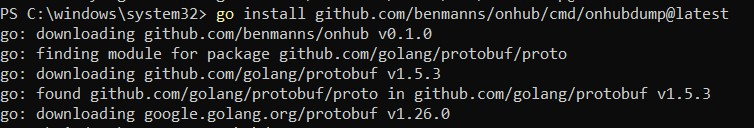 PS C:\windows\system32> go install github.com/benmanns/onhub/cmd/onhubdump@latest
go: downloading github.com/benmanns/onhub v0.1.0
go: finding module for package github.com/golang/protobuf/proto
go: downloading github.com/golang/protobuf v1.5.3
go: found github.com/golang/protobuf/proto in github.com/golang/protobuf v1.5.3
go: downloading google.golang.org/protobuf v1.26.0